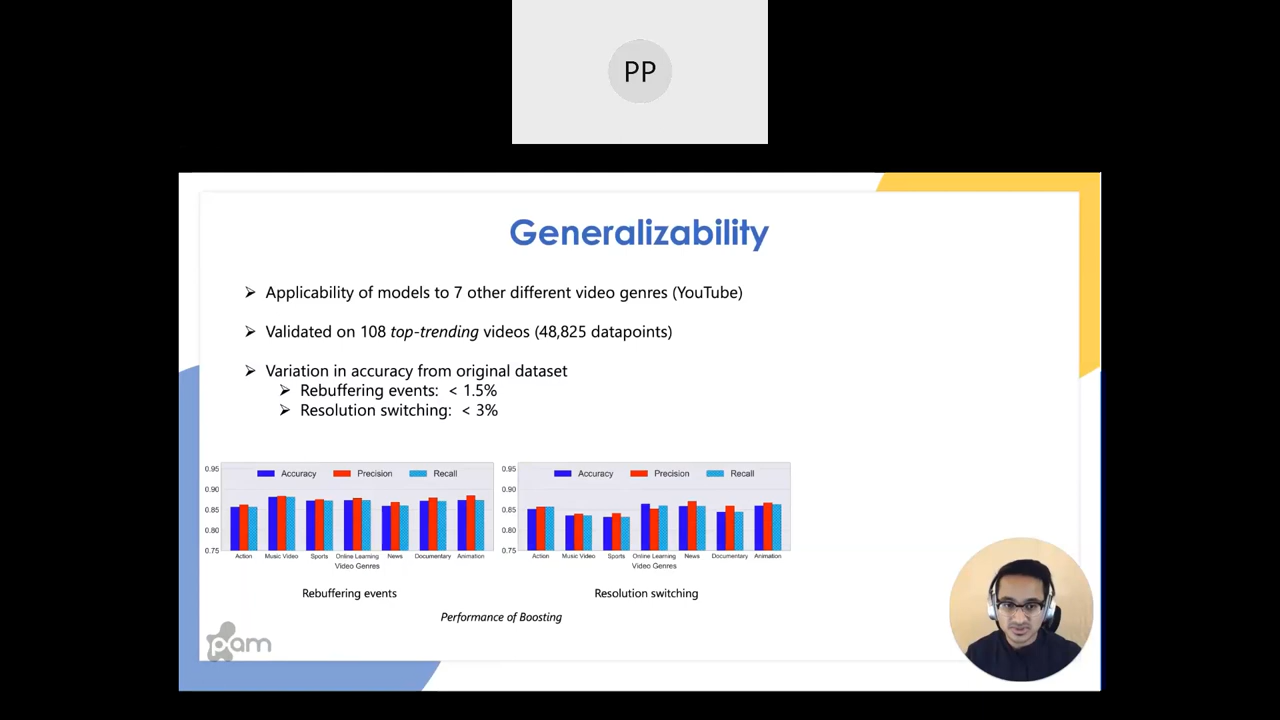 PP
Generalizability
➢ Applicability of models to 7 other different video genres (YouTube)
➢ Validated on 108 top-trending videos (48,825 datapoints)
➢ Variation in accuracy from original dataset
➢ Rebuffering events: < 1.5%
➢ Resolution switching: < 3%
Accuracy Precision Recall
0.95
0.90
0.85
0.80
0.75
Action Music Video Sports Online Learning News Documentary Animation
Video Genres
Rebuffering events
Accuracy Precision Recall
0.95
0.90
0.85
0.80
0.75
Action Music Video Sports Online Learning News Documentary Animation
Video Genres
Resolution switching
Performance of Boosting
pam